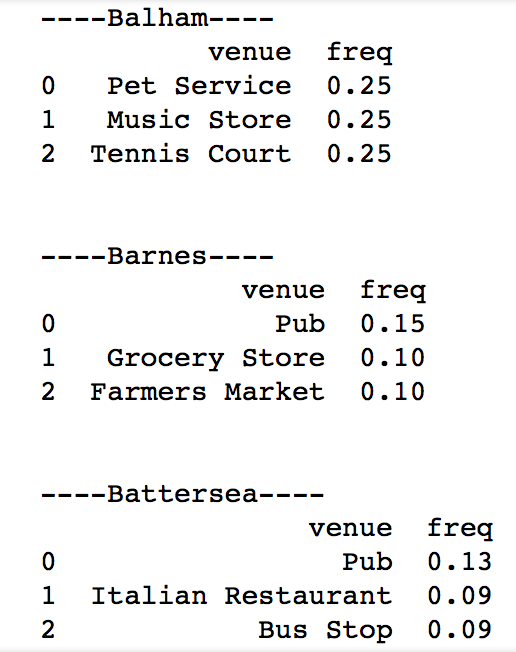 ----Balham----
venue freq
0 Pet Service 0.25
1 Music Store 0.25
2 Tennis Court 0.25
----Barnes----
venue freq
0 Pub 0.15
1 Grocery Store 0.10
2 Farmers Market 0.10
----Battersea----
venue freq
0 Pub 0.13
1 Italian Restaurant 0.09
2 Bus Stop 0.09